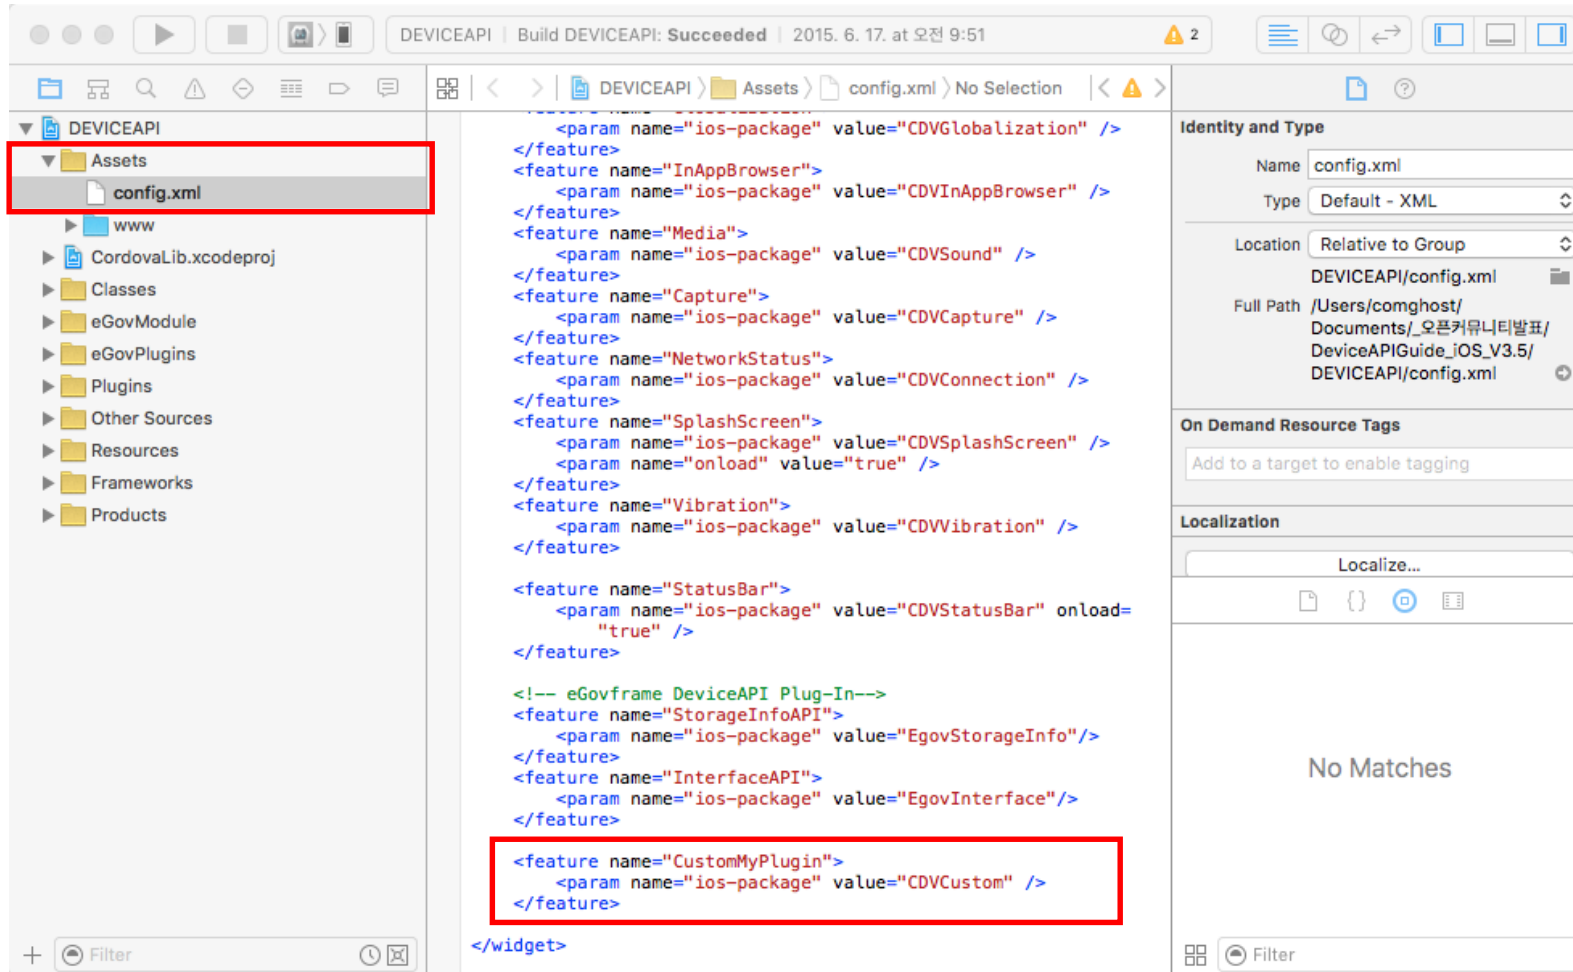 DEVICEAPI | Build DEVICEAPI: Succeeded | 2015. 6. 17. at 오전 9:51
2
DEVICEAPI
Assets
config.xml
No Selection
DEVICEAPI
Assets
config.xml
www
CordovaLib.xcodeproj
Classes
eGovModule
eGovPlugins
Plugins
Other Sources
Resources
Frameworks
Products
Filter
<param name="ios-package" value="CDVGlobalization" />
</feature>
<feature name="InAppBrowser">
<param name="ios-package" value="CDVInAppBrowser" />
</feature>
<feature name="Media">
<param name="ios-package" value="CDVSound" />
</feature>
<feature name="Capture">
<param name="ios-package" value="CDVCapture" />
</feature>
<feature name="NetworkStatus">
<param name="ios-package" value="CDVConnection" />
</feature>
<feature name="SplashScreen">
<param name="ios-package" value="CDVSplashScreen" />
<param name="onload" value="true" />
</feature>
<feature name="Vibration">
<param name="ios-package" value="CDVVibration" />
</feature>
<feature name="StatusBar">
<param name="ios-package" value="CDVStatusBar" onload=
"true" />
</feature>
<!-- eGovframe DeviceAPI Plug-In-->
<feature name="StorageInfoAPI">
<param name="ios-package" value="EgovStorageInfo"/>
</feature>
<feature name="InterfaceAPI">
<param name="ios-package" value="EgovInterface"/>
</feature>
<feature name="CustomMyPlugin">
<param name="ios-package" value="CDVCustom" />
</feature>
</widget>
Identity and Type
Name config.xml
Type Default - XML
Location Relative to Group
DEVICEAPI/config.xml
Full Path /Users/comghost/
Documents/_오픈커뮤니티발표/
DeviceAPIGuide_iOS_V3.5/
DEVICEAPI/config.xml
On Demand Resource Tags
Add to a target to enable tagging
Localization
Localize...
No Matches
Filter